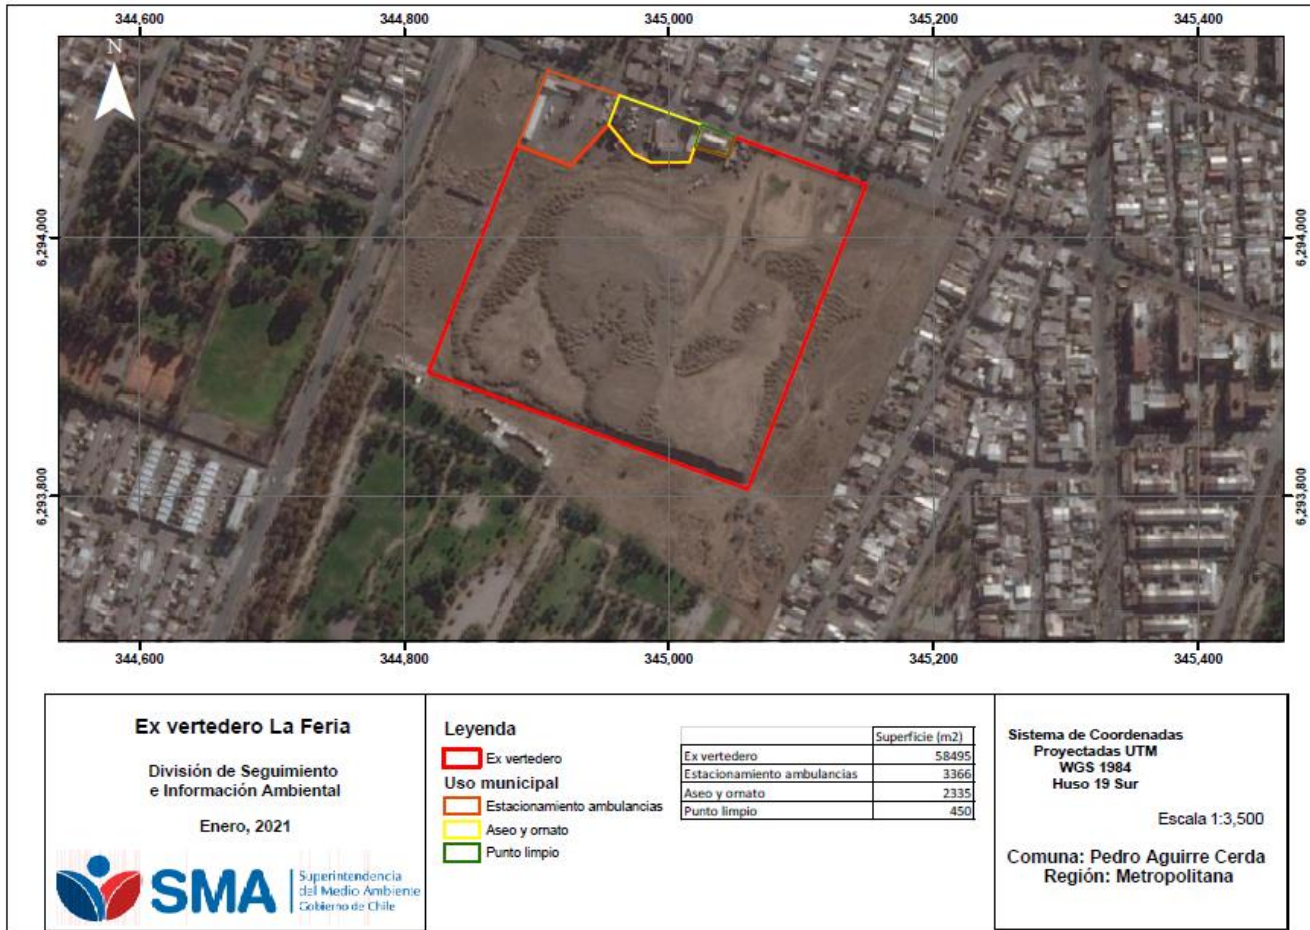 344,600 344,800 345,000 345,200 345,400
N
6,294,000 6,294,000
6,293,800 6,293,800
344,600 344,800 345,000 345,200 345,400
Ex vertedero La Feria
División de Seguimiento
e Información Ambiental
Enero, 2021
SMA
Superintendencia
del Medio Ambiente
Gobierno de Chile
Leyenda
Ex vertedero
Uso municipal
Estacionamiento ambulancias
Aseo y ornato
Punto limpio
Superficie (m2)
Ex vertedero 58495
Estacionamiento ambulancias 3366
Aseo y ornato 2335
Punto limpio 450
Sistema de Coordenadas
Proyectadas UTM
WGS 1984
Huso 19 Sur
Escala 1:3,500
Comuna: Pedro Aguirre Cerda
Región: Metropolitana